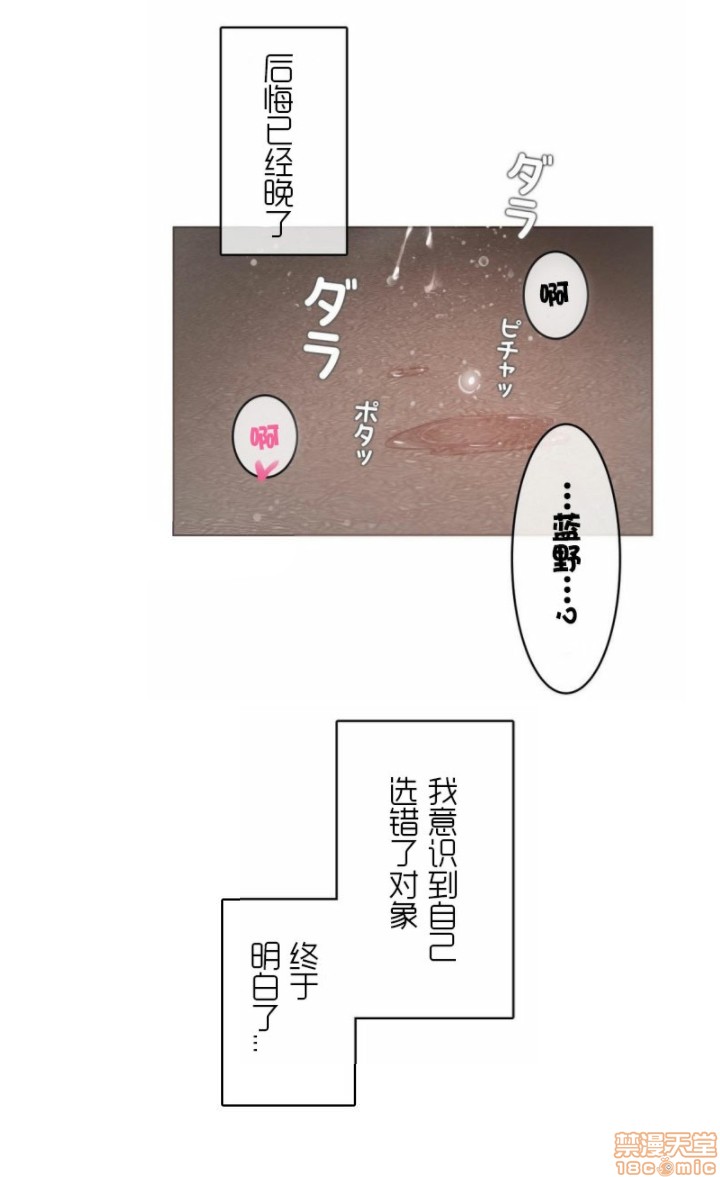 后悔已经晚了
ダラ
啊
ダラ
ピチャッ
ポタッ
啊
…蓝野…?
我意识到自己
选错了对象
终于
明白了…
禁漫天堂
18comic